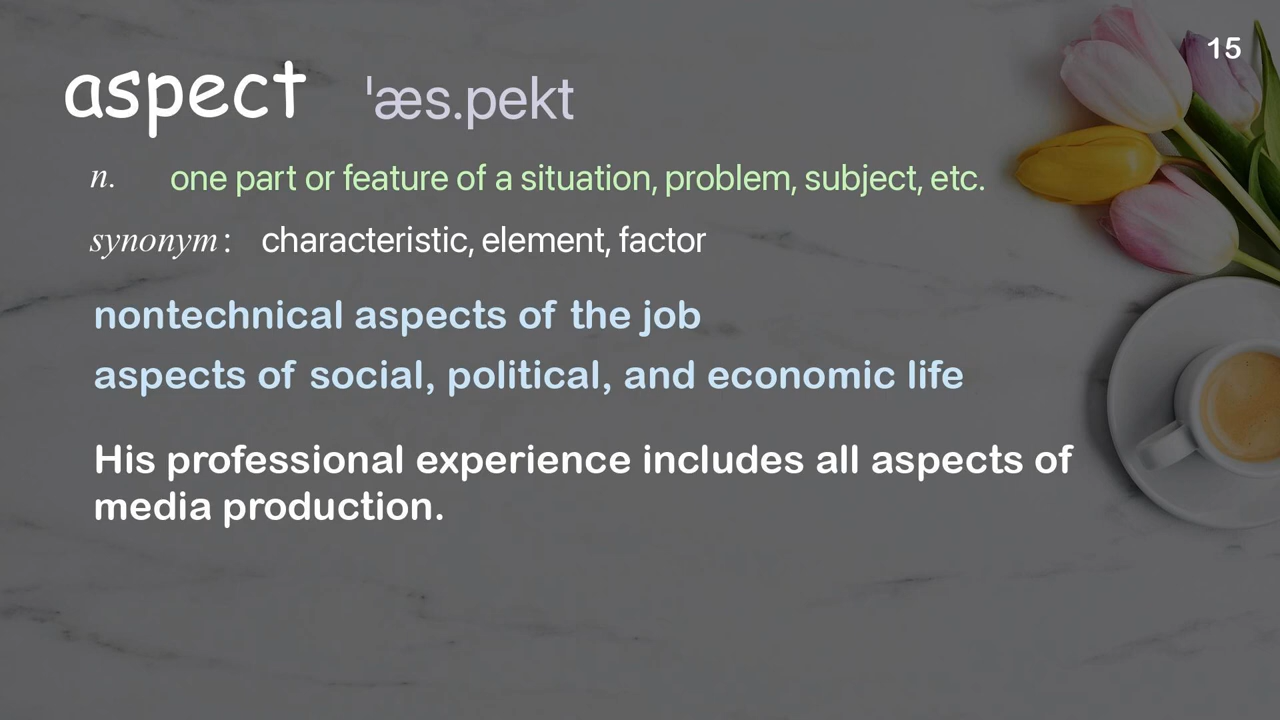 15
aspect ˈæs.pekt
n. one part or feature of a situation, problem, subject, etc.
synonym: characteristic, element, factor
nontechnical aspects of the job
aspects of social, political, and economic life
His professional experience includes all aspects of
media production.